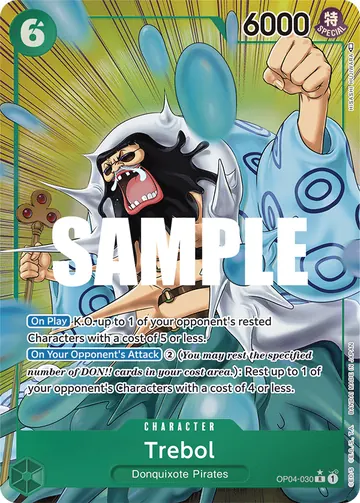 6
6000
特
SPECIAL
SAMPLE
On Play K.O. up to 1 of your opponent's rested
Characters with a cost of 5 or less.
On Your Opponent's Attack ② (You may rest the specified
number of DON!! cards in your cost area.): Rest up to 1 of
your opponent's Characters with a cost of 4 or less.
CHARACTER
Trebol
Donquixote Pirates
OP04-030 R 1